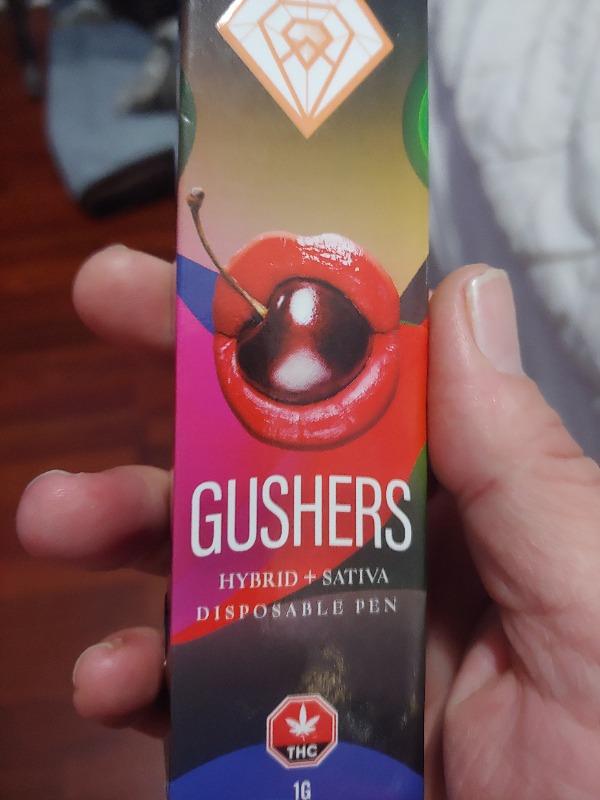 GUSHERS
HYBRID + SATIVA
DISPOSABLE PEN
THC
1G